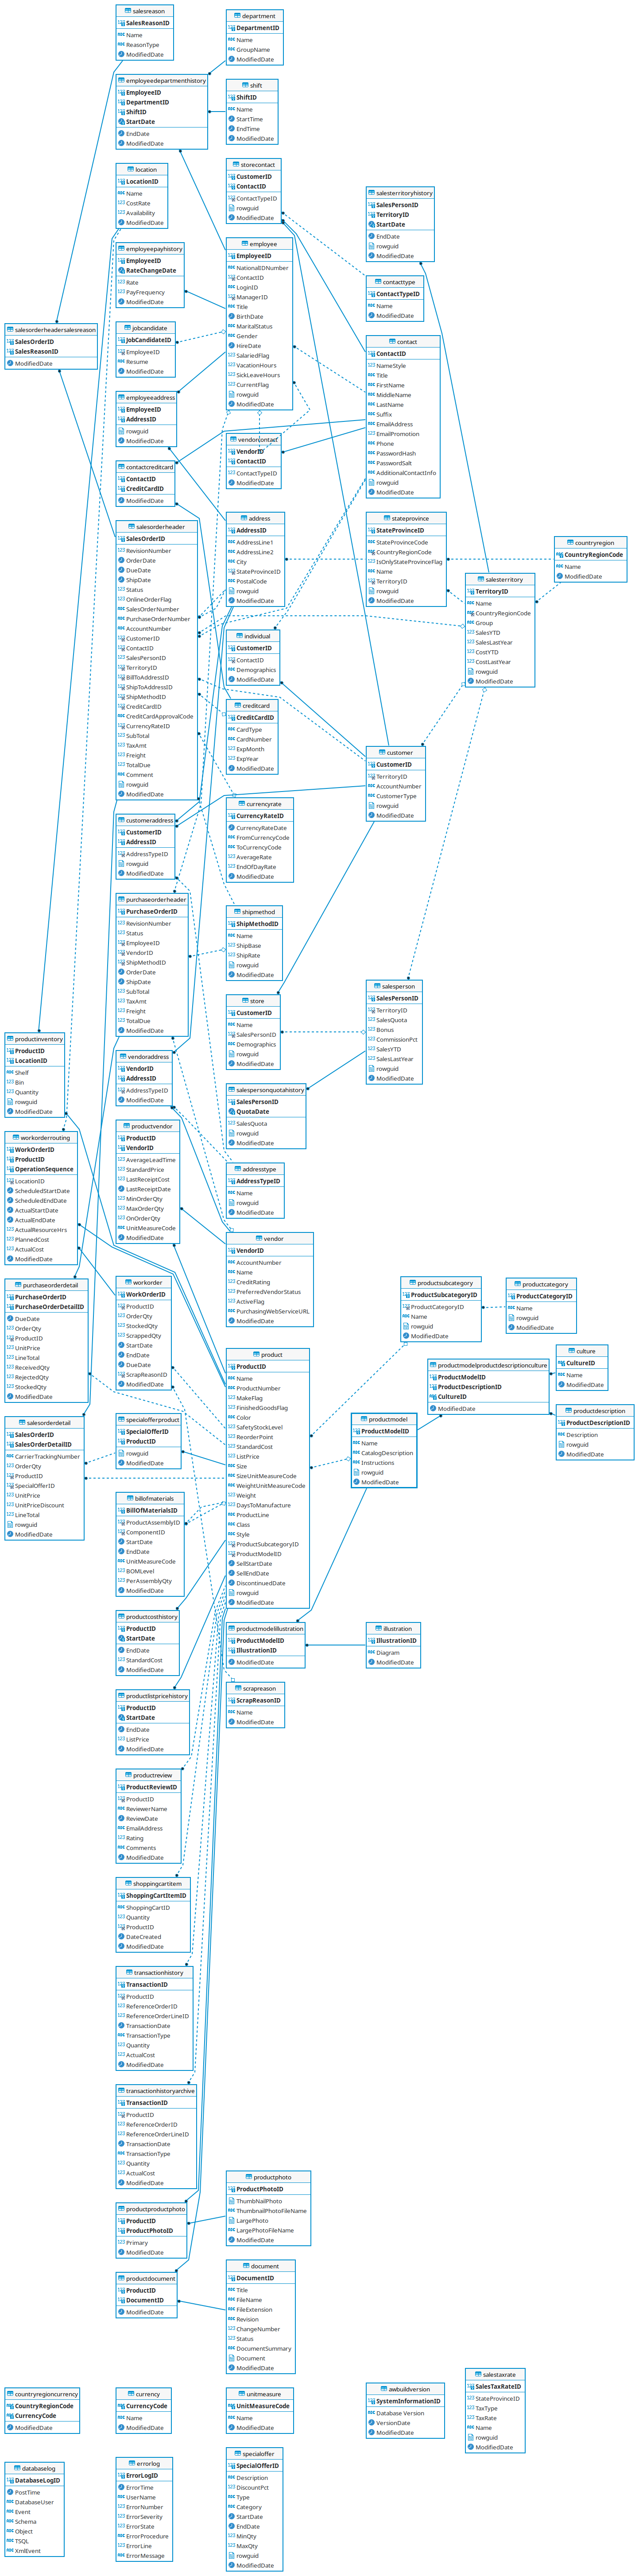 salesreason
SalesReasonID
Name
ReasonType
ModifiedDate
department
DepartmentID
Name
GroupName
ModifiedDate
employeedepartmenthistory
EmployeeID
DepartmentID
ShiftID
StartDate
EndDate
ModifiedDate
shift
ShiftID
Name
StartTime
EndTime
ModifiedDate
location
LocationID
Name
CostRate
Availability
ModifiedDate
storecontact
CustomerID
ContactID
ContactTypeID
rowguid
ModifiedDate
salesterritoryhistory
SalesPersonID
TerritoryID
StartDate
EndDate
rowguid
ModifiedDate
employeepayhistory
EmployeeID
RateChangeDate
Rate
PayFrequency
ModifiedDate
employee
EmployeeID
NationalIDNumber
ContactID
LoginID
ManagerID
Title
BirthDate
MaritalStatus
Gender
HireDate
SalariedFlag
VacationHours
SickLeaveHours
CurrentFlag
rowguid
ModifiedDate
contacttype
ContactTypeID
Name
ModifiedDate
salesorderheadersalesreason
SalesOrderID
SalesReasonID
ModifiedDate
jobcandidate
JobCandidateID
EmployeeID
Resume
ModifiedDate
contact
ContactID
NameStyle
Title
FirstName
MiddleName
LastName
Suffix
EmailAddress
EmailPromotion
Phone
PasswordHash
PasswordSalt
AdditionalContactInfo
rowguid
ModifiedDate
employeeaddress
EmployeeID
AddressID
rowguid
ModifiedDate
vendorcontact
VendorID
ContactID
ContactTypeID
ModifiedDate
contactcreditcard
ContactID
CreditCardID
ModifiedDate
salesorderheader
SalesOrderID
RevisionNumber
OrderDate
DueDate
ShipDate
Status
OnlineOrderFlag
SalesOrderNumber
PurchaseOrderNumber
AccountNumber
CustomerID
ContactID
SalesPersonID
TerritoryID
BillToAddressID
ShipToAddressID
ShipMethodID
CreditCardID
CreditCardApprovalCode
CurrencyRateID
SubTotal
TaxAmt
Freight
TotalDue
Comment
rowguid
ModifiedDate
address
AddressID
AddressLine1
AddressLine2
City
StateProvinceID
PostalCode
rowguid
ModifiedDate
stateprovince
StateProvinceID
StateProvinceCode
CountryRegionCode
IsOnlyStateProvinceFlag
Name
TerritoryID
rowguid
ModifiedDate
countryregion
CountryRegionCode
Name
ModifiedDate
salesterritory
TerritoryID
Name
CountryRegionCode
Group
SalesYTD
SalesLastYear
CostYTD
CostLastYear
rowguid
ModifiedDate
individual
CustomerID
ContactID
Demographics
ModifiedDate
creditcard
CreditCardID
CardType
CardNumber
ExpMonth
ExpYear
ModifiedDate
customer
CustomerID
TerritoryID
AccountNumber
CustomerType
rowguid
ModifiedDate
currencyrate
CurrencyRateID
CurrencyRateDate
FromCurrencyCode
ToCurrencyCode
AverageRate
EndOfDayRate
ModifiedDate
customeraddress
CustomerID
AddressID
AddressTypeID
rowguid
ModifiedDate
purchaseorderheader
PurchaseOrderID
RevisionNumber
Status
EmployeeID
VendorID
ShipMethodID
OrderDate
ShipDate
SubTotal
TaxAmt
Freight
TotalDue
ModifiedDate
shipmethod
ShipMethodID
Name
ShipBase
ShipRate
rowguid
ModifiedDate
store
CustomerID
Name
SalesPersonID
Demographics
rowguid
ModifiedDate
salesperson
SalesPersonID
TerritoryID
SalesQuota
Bonus
CommissionPct
SalesYTD
SalesLastYear
rowguid
ModifiedDate
productinventory
ProductID
LocationID
Shelf
Bin
Quantity
rowguid
ModifiedDate
vendoraddress
VendorID
AddressID
AddressTypeID
ModifiedDate
salespersonquotahistory
SalesPersonID
QuotaDate
SalesQuota
rowguid
ModifiedDate
workorderrouting
WorkOrderID
ProductID
OperationSequence
LocationID
ScheduledStartDate
ScheduledEndDate
ActualStartDate
ActualEndDate
ActualResourceHrs
PlannedCost
ActualCost
ModifiedDate
productvendor
ProductID
VendorID
AverageLeadTime
StandardPrice
LastReceiptCost
LastReceiptDate
MinOrderQty
MaxOrderQty
OnOrderQty
UnitMeasureCode
ModifiedDate
addresstype
AddressTypeID
Name
rowguid
ModifiedDate
vendor
VendorID
AccountNumber
Name
CreditRating
PreferredVendorStatus
ActiveFlag
PurchasingWebServiceURL
ModifiedDate
purchaseorderdetail
PurchaseOrderID
PurchaseOrderDetailID
DueDate
OrderQty
ProductID
UnitPrice
LineTotal
ReceivedQty
RejectedQty
StockedQty
ModifiedDate
workorder
WorkOrderID
ProductID
OrderQty
StockedQty
ScrappedQty
StartDate
EndDate
DueDate
ScrapReasonID
ModifiedDate
productsubcategory
ProductSubcategoryID
ProductCategoryID
Name
rowguid
ModifiedDate
productcategory
ProductCategoryID
Name
rowguid
ModifiedDate
product
ProductID
Name
ProductNumber
MakeFlag
FinishedGoodsFlag
Color
SafetyStockLevel
ReorderPoint
StandardCost
ListPrice
Size
SizeUnitMeasureCode
WeightUnitMeasureCode
Weight
DaysToManufacture
ProductLine
Class
Style
ProductSubcategoryID
ProductModelID
SellStartDate
SellEndDate
DiscontinuedDate
rowguid
ModifiedDate
productmodelproductdescriptionculture
ProductModelID
ProductDescriptionID
CultureID
ModifiedDate
culture
CultureID
Name
ModifiedDate
productdescription
ProductDescriptionID
Description
rowguid
ModifiedDate
productmodel
ProductModelID
Name
CatalogDescription
Instructions
rowguid
ModifiedDate
salesorderdetail
SalesOrderID
SalesOrderDetailID
CarrierTrackingNumber
OrderQty
ProductID
SpecialOfferID
UnitPrice
UnitPriceDiscount
LineTotal
rowguid
ModifiedDate
specialofferproduct
SpecialOfferID
ProductID
rowguid
ModifiedDate
billofmaterials
BillOfMaterialsID
ProductAssemblyID
ComponentID
StartDate
EndDate
UnitMeasureCode
BOMLevel
PerAssemblyQty
ModifiedDate
productcosthistory
ProductID
StartDate
EndDate
StandardCost
ModifiedDate
productmodelillustration
ProductModelID
IllustrationID
ModifiedDate
illustration
IllustrationID
Diagram
ModifiedDate
productlistpricehistory
ProductID
StartDate
EndDate
ListPrice
ModifiedDate
scrapreason
ScrapReasonID
Name
ModifiedDate
productreview
ProductReviewID
ProductID
ReviewerName
ReviewDate
EmailAddress
Rating
Comments
ModifiedDate
shoppingcartitem
ShoppingCartItemID
ShoppingCartID
Quantity
ProductID
DateCreated
ModifiedDate
transactionhistory
TransactionID
ProductID
ReferenceOrderID
ReferenceOrderLineID
TransactionDate
TransactionType
Quantity
ActualCost
ModifiedDate
transactionhistoryarchive
TransactionID
ProductID
ReferenceOrderID
ReferenceOrderLineID
TransactionDate
TransactionType
Quantity
ActualCost
ModifiedDate
productphoto
ProductPhotoID
ThumbNailPhoto
ThumbnailPhotoFileName
LargePhoto
LargePhotoFileName
ModifiedDate
productproductphoto
ProductID
ProductPhotoID
Primary
ModifiedDate
productdocument
ProductID
DocumentID
ModifiedDate
document
DocumentID
Title
FileName
FileExtension
Revision
ChangeNumber
Status
DocumentSummary
Document
ModifiedDate
countryregioncurrency
CountryRegionCode
CurrencyCode
ModifiedDate
currency
CurrencyCode
Name
ModifiedDate
unitmeasure
UnitMeasureCode
Name
ModifiedDate
awbuildversion
SystemInformationID
Database Version
VersionDate
ModifiedDate
salestaxrate
SalesTaxRateID
StateProvinceID
TaxType
TaxRate
Name
rowguid
ModifiedDate
databaselog
DatabaseLogID
PostTime
DatabaseUser
Event
Schema
Object
TSQL
XmlEvent
errorlog
ErrorLogID
ErrorTime
UserName
ErrorNumber
ErrorSeverity
ErrorState
ErrorProcedure
ErrorLine
ErrorMessage
specialoffer
SpecialOfferID
Description
DiscountPct
Type
Category
StartDate
EndDate
MinQty
MaxQty
rowguid
ModifiedDate